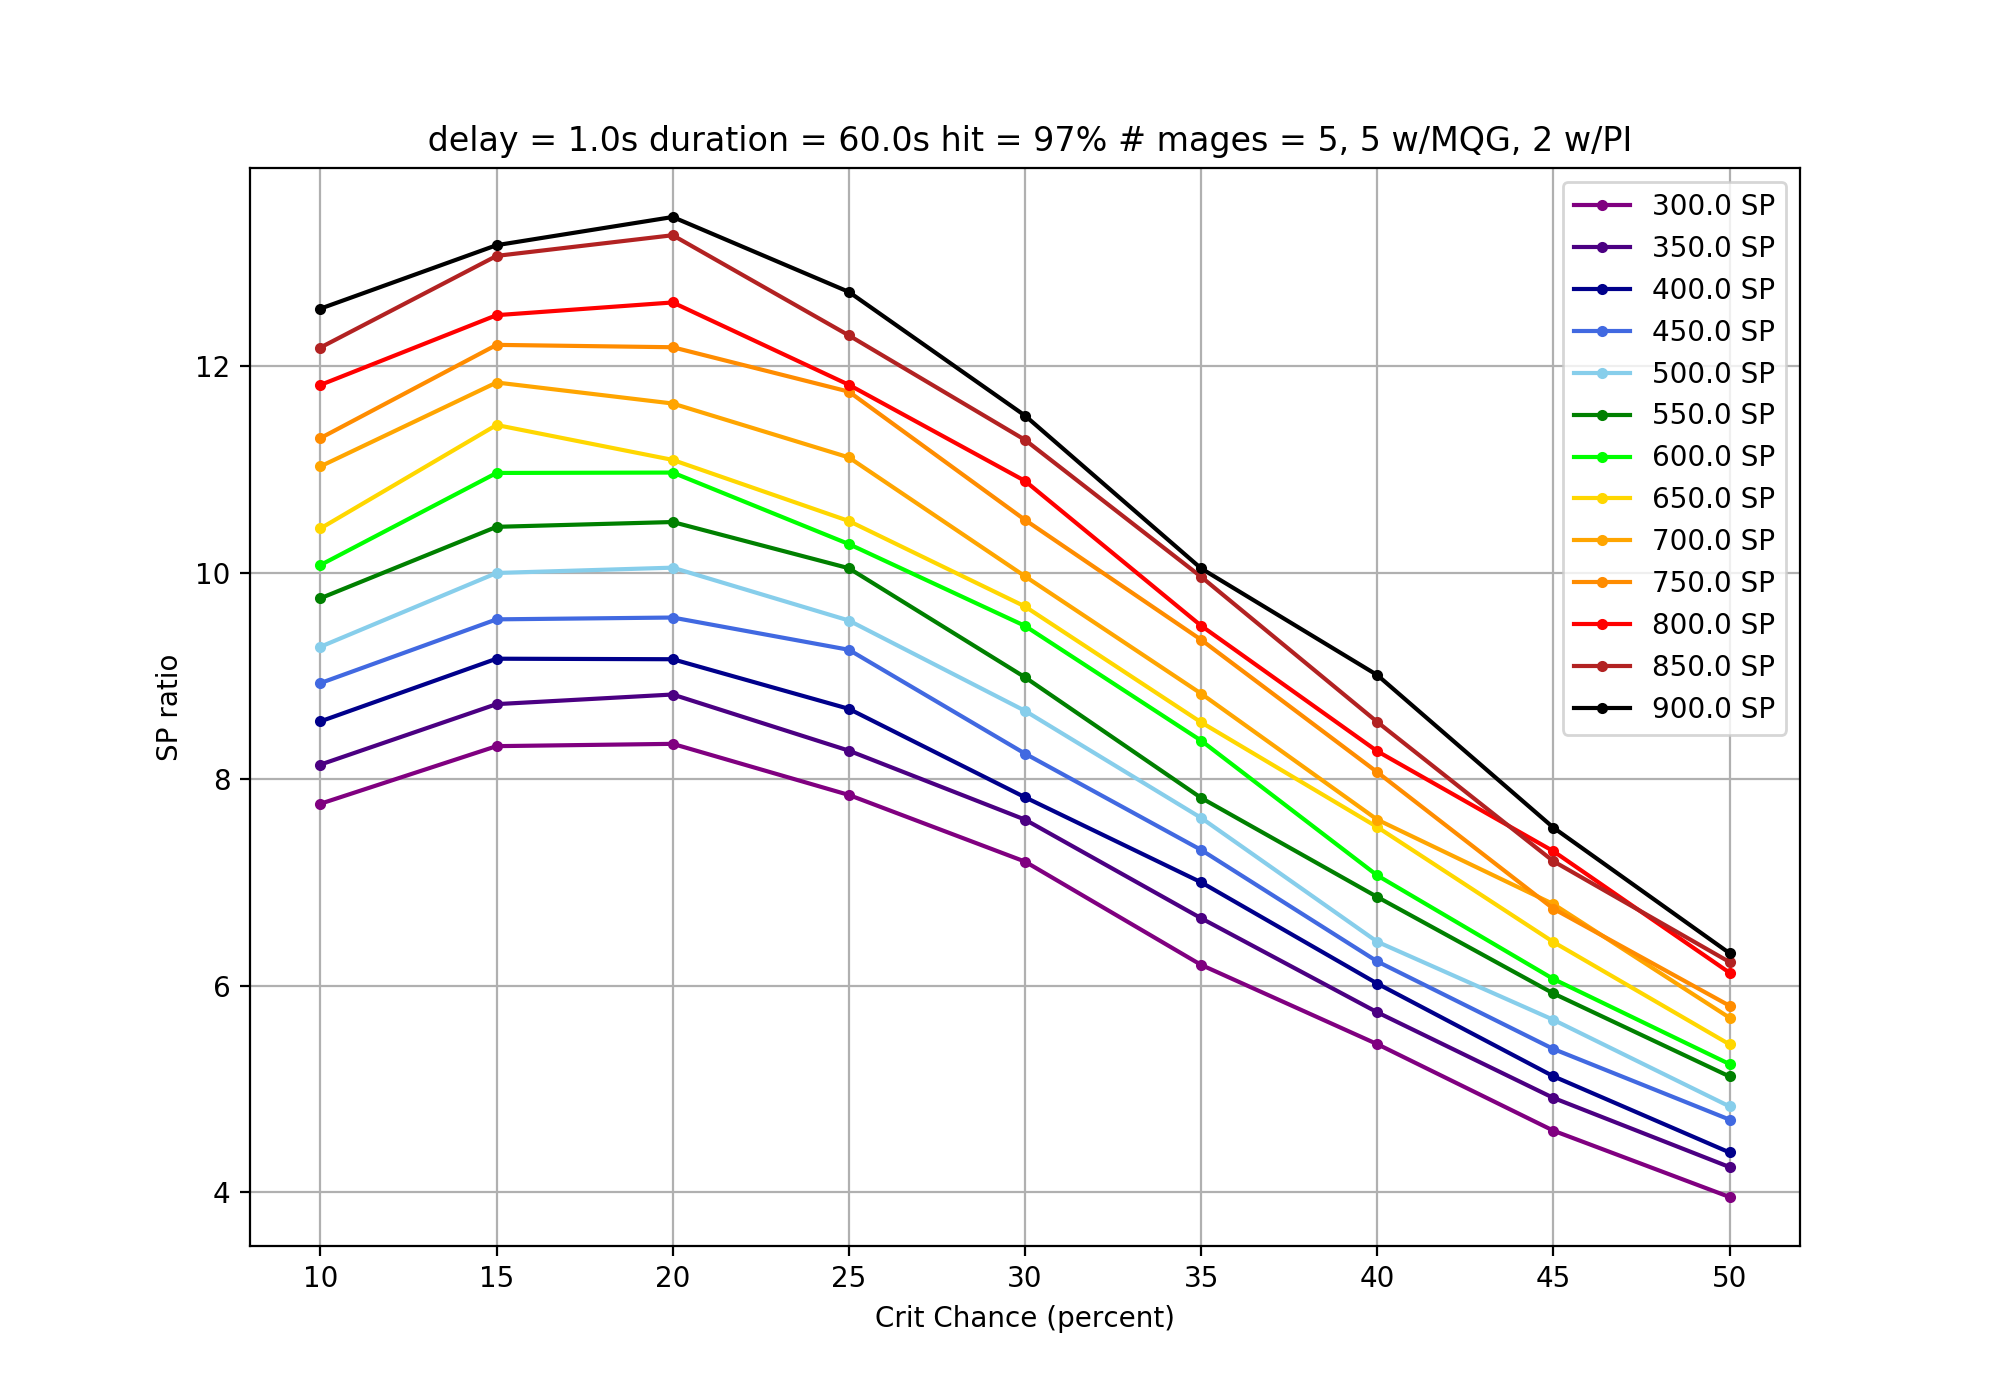 delay = 1.0s duration = 60.0s hit = 97% # mages = 5, 5 w/MQG, 2 w/PI
300.0 SP
350.0 SP
400.0 SP
450.0 SP
500.0 SP
550.0 SP
600.0 SP
650.0 SP
700.0 SP
750.0 SP
800.0 SP
850.0 SP
900.0 SP
12
10
8
6
4
SP ratio
10 15 20 25 30 35 40 45 50
Crit Chance (percent)